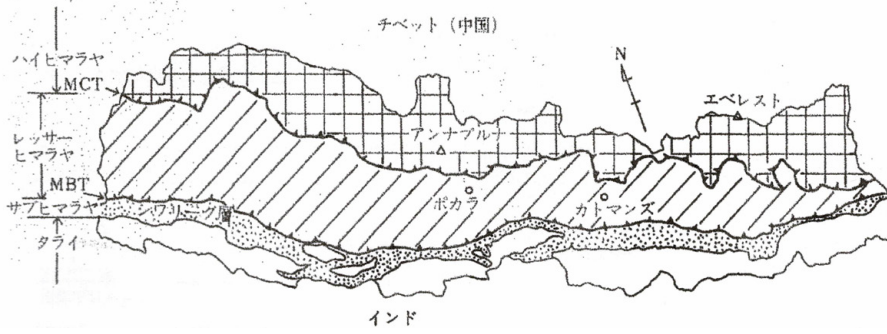 チベット（中国）
ハイヒマラヤ
MCT
N
エベレスト
アンナプルナ
レッサー
ヒマラヤ
MBT
ポカラ
カトマンズ
サブヒマラヤ
シワリーク層
タライ
インド